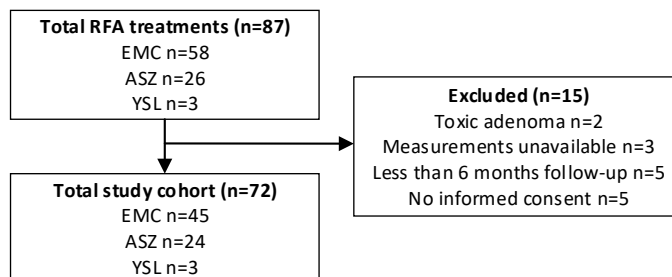 Total RFA treatments (n=87)
EMC n=58
ASZ n=26
YSL n=3
Excluded (n=15)
Toxic adenoma n=2
Measurements unavailable n=3
Less than 6 months follow-up n=5
No informed consent n=5
Total study cohort (n=72)
EMC n=45
ASZ n=24
YSL n=3